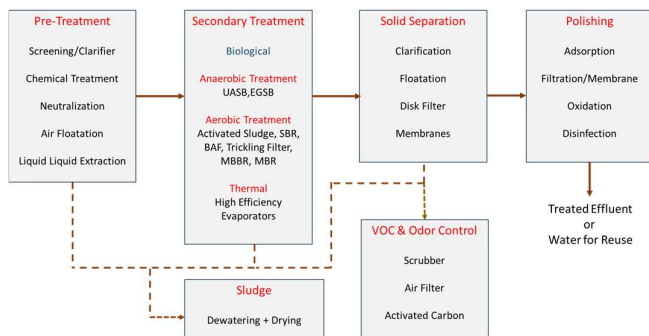 Pre-Treatment
Screening/Clarifier
Chemical Treatment
Neutralization
Air Floatation
Liquid Liquid Extraction
Secondary Treatment
Biological
Anaerobic Treatment
UASB,EGSB
Aerobic Treatment
Activated Sludge, SBR,
BAF, Trickling Filter,
MBBR, MBR
Thermal
High Efficiency
Evaporators
Solid Separation
Clarification
Floatation
Disk Filter
Membranes
Polishing
Adsorption
Filtration/Membrane
Oxidation
Disinfection
Treated Effluent
or
Water for Reuse
VOC & Odor Control
Scrubber
Air Filter
Activated Carbon
Sludge
Dewatering + Drying